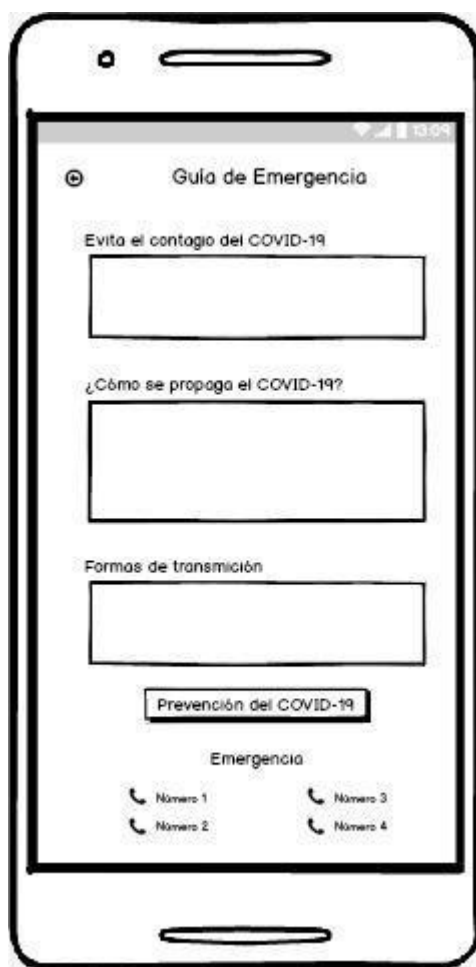 13:09
Guía de Emergencia
Evita el contagio del COVID-19
¿Cómo se propaga el COVID-19?
Formas de transmición
Prevención del COVID-19
Emergencia
Número 1 Número 3
Número 2 Número 4